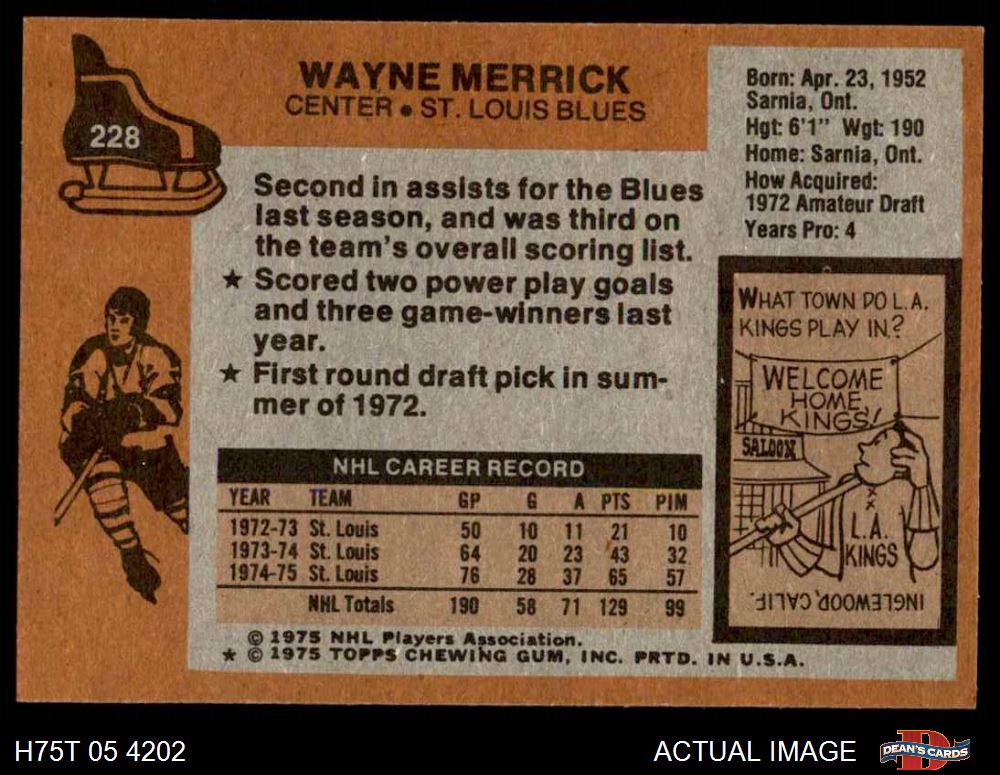 228
WAYNE MERRICK
CENTER • ST. LOUIS BLUES
Born: Apr. 23, 1952
Sarnia, Ont.
Hgt: 6'1" Wgt: 190
Home: Sarnia, Ont.
How Acquired:
1972 Amateur Draft
Years Pro: 4
Second in assists for the Blues
last season, and was third on
the team's overall scoring list.
★ Scored two power play goals
and three game-winners last
year.
★ First round draft pick in sum-
mer of 1972.
NHL CAREER RECORD
YEAR TEAM GP G A PTS PIM
1972-73 St. Louis 50 10 11 21 10
1973-74 St. Louis 64 20 23 43 32
1974-75 St. Louis 76 28 37 65 57
NHL Totals 190 58 71 129 99
© 1975 NHL Players Association.
★ © 1975 TOPPS CHEWING GUM, INC. PRTD. IN U.S.A.
WHAT TOWN DO L.A.
KINGS PLAY IN?
WELCOME
HOME,
KINGS!
SALOON
L.A.
KINGS
INGLEWOOD, CALIF.
H75T 05 4202
ACTUAL IMAGE
DEAN'S CARDS